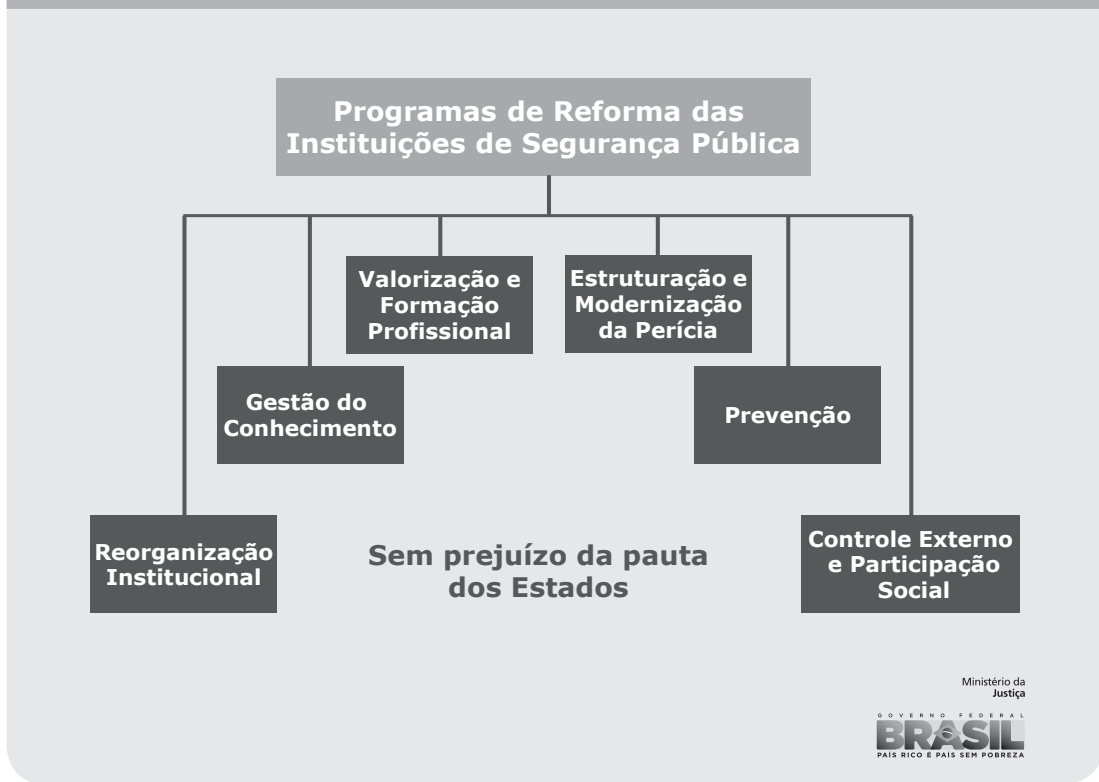 Programas de Reforma das
Instituições de Segurança Pública
Valorização e
Formação
Profissional
Estruturação e
Modernização
da Perícia
Gestão do
Conhecimento
Prevenção
Reorganização
Institucional
Sem prejuízo da pauta
dos Estados
Controle Externo
e Participação
Social
Ministério da
Justiça
GOVERNO FEDERAL
BRASIL
PAÍS RICO É PAÍS SEM POBREZA